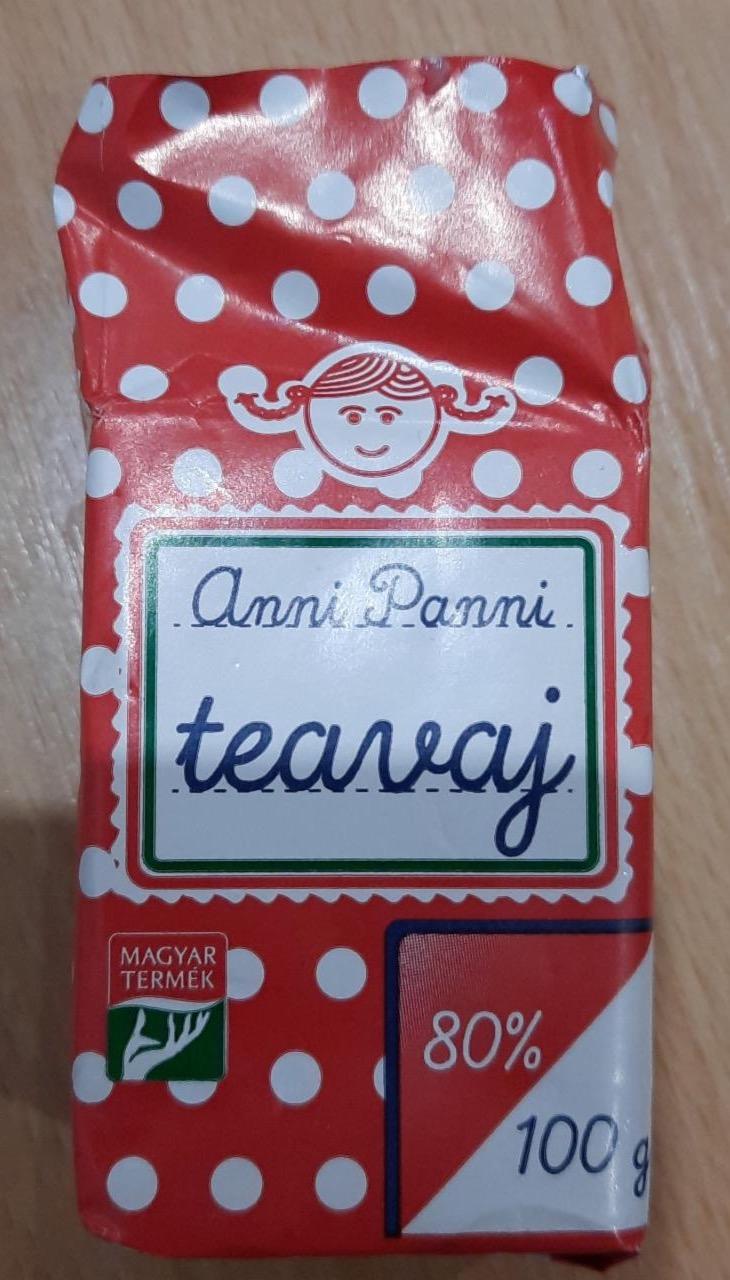 Anni Panni
teavaj
MAGYAR
TERMÉK
80%
100 g